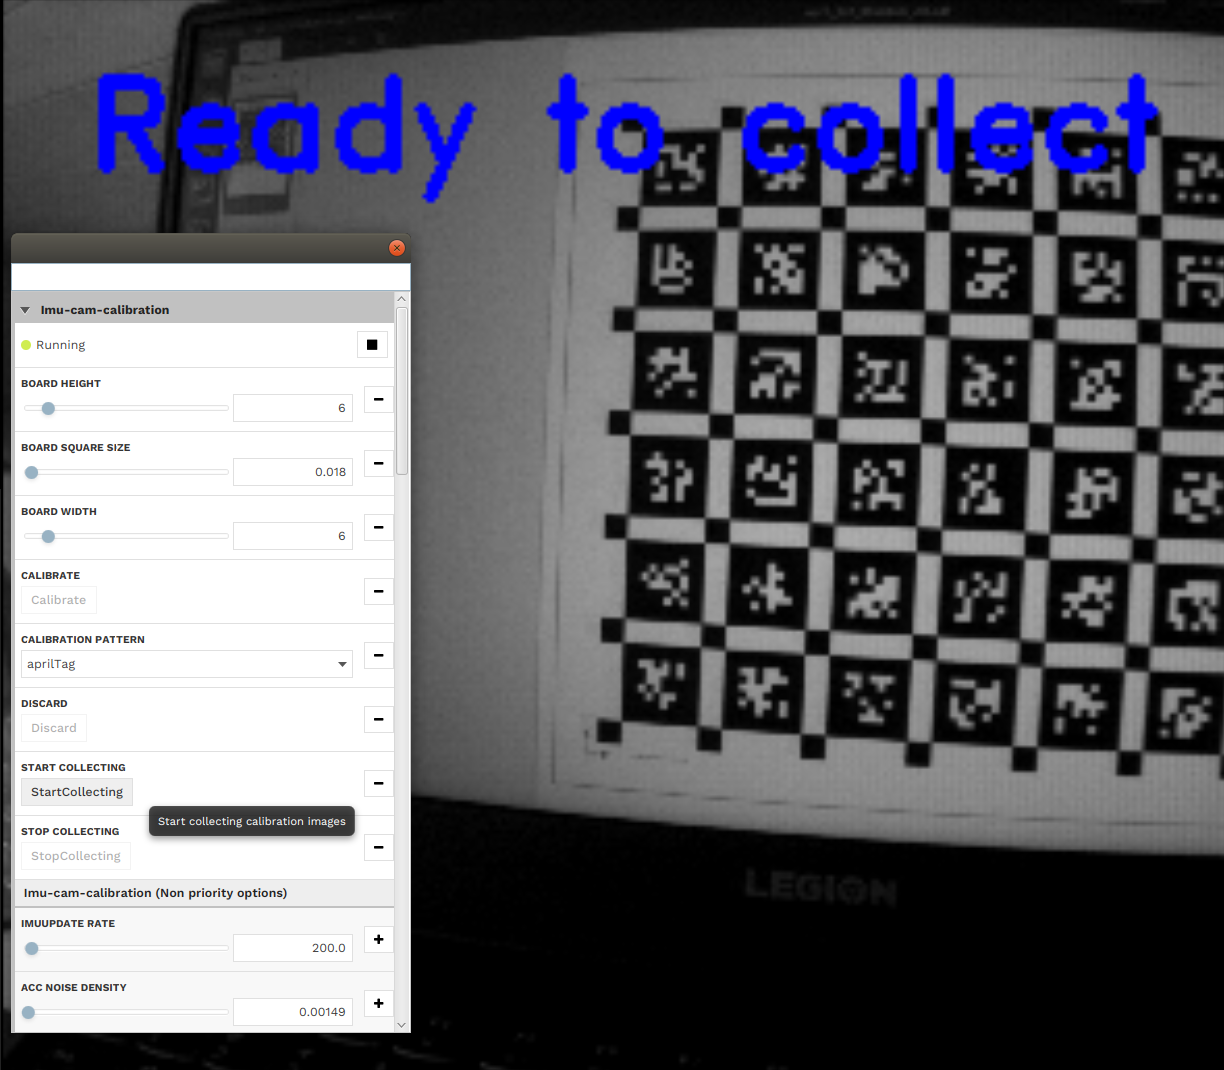 Ready to collect
Imu-cam-calibration
Running
BOARD HEIGHT
6
BOARD SQUARE SIZE
0.018
BOARD WIDTH
6
CALIBRATE
Calibrate
CALIBRATION PATTERN
aprilTag
DISCARD
Discard
START COLLECTING
StartCollecting
Start collecting calibration images
STOP COLLECTING
StopCollecting
Imu-cam-calibration (Non priority options)
IMUUPDATE RATE
200.0
ACC NOISE DENSITY
0.00149
LEGION